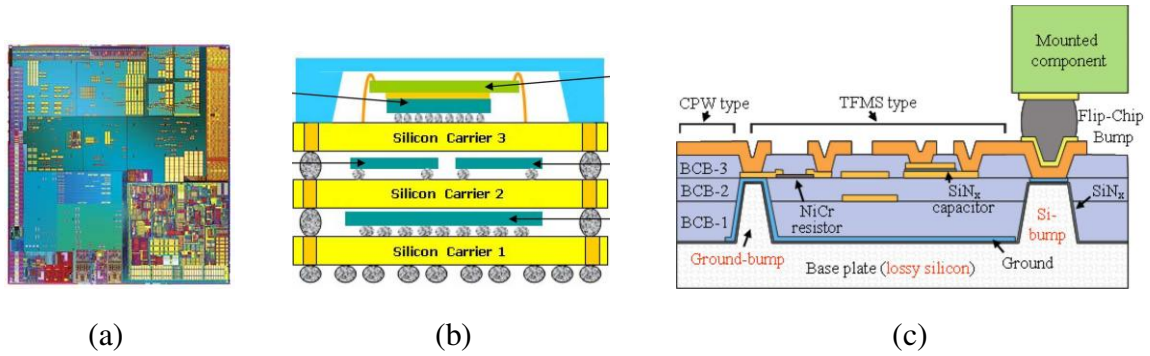 Silicon Carrier 3
Silicon Carrier 2
Silicon Carrier 1
Mounted
component
CPW type
TFMS type
Flip-Chip
Bump
BCB-3
BCB-2
BCB-1
NiCr
resistor
SiNx
capacitor
Si-
bump
SiNx
Ground-bump
Ground
Base plate (lossy silicon)
(a)
(b)
(c)